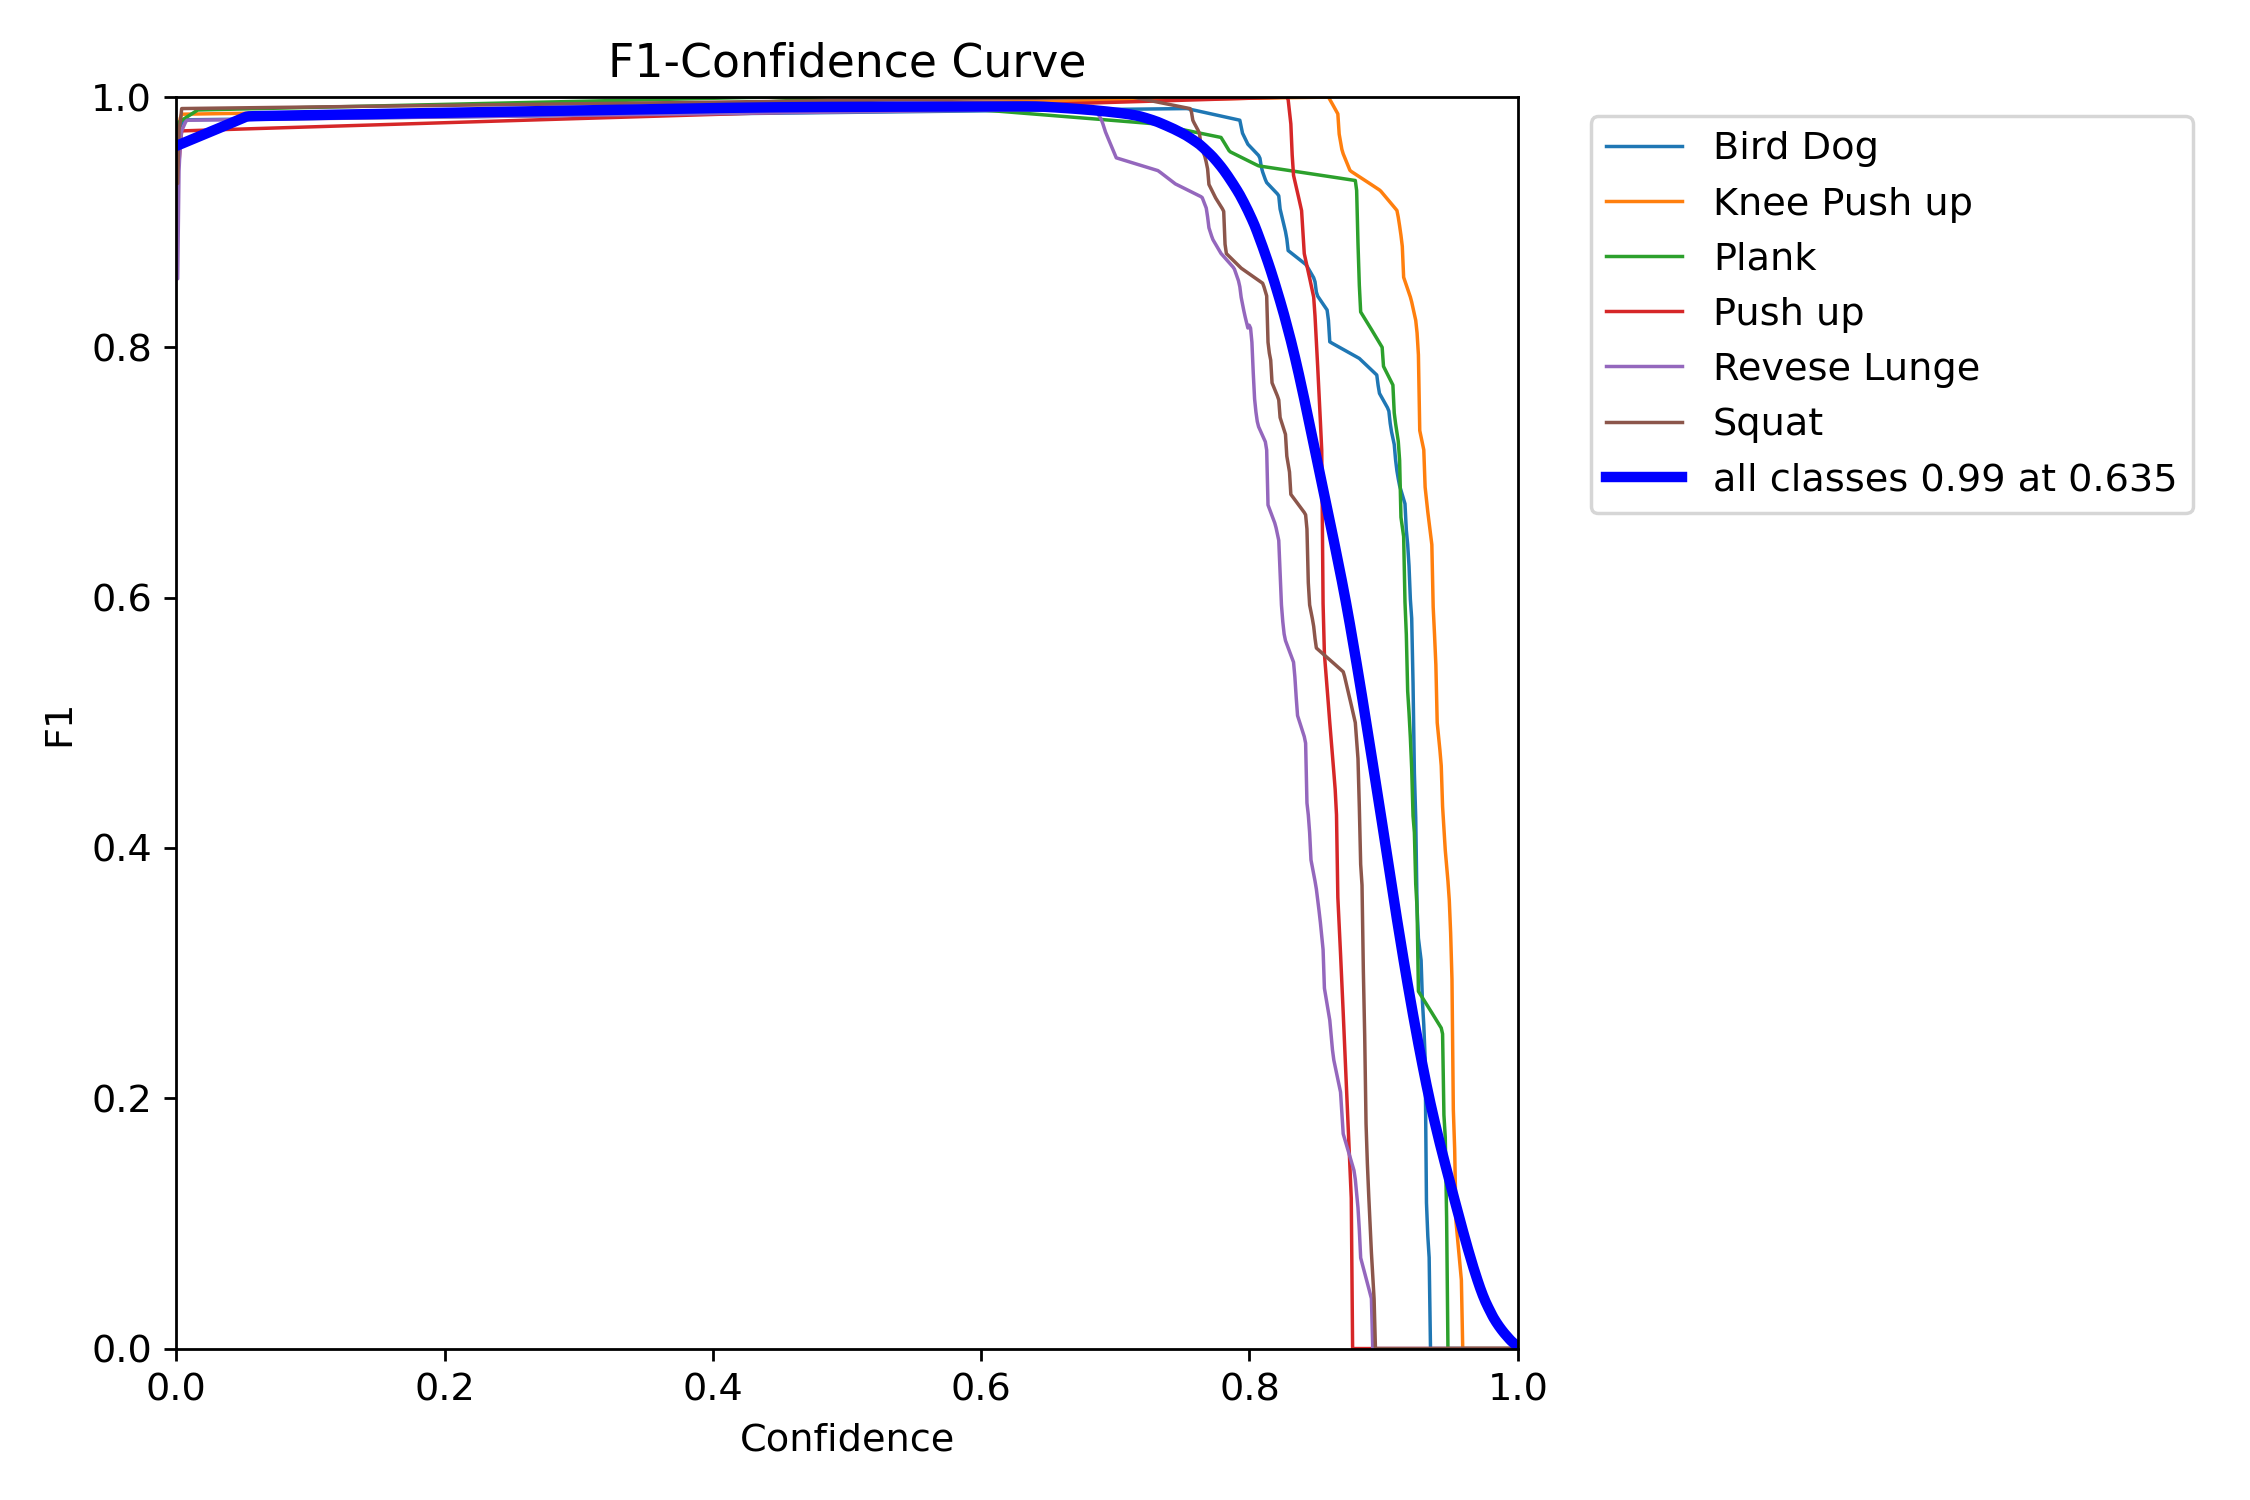 F1-Confidence Curve
1.0
0.8
0.6
0.4
0.2
0.0
F1
0.0 0.2 0.4 0.6 0.8 1.0
Confidence
Bird Dog
Knee Push up
Plank
Push up
Revese Lunge
Squat
all classes 0.99 at 0.635